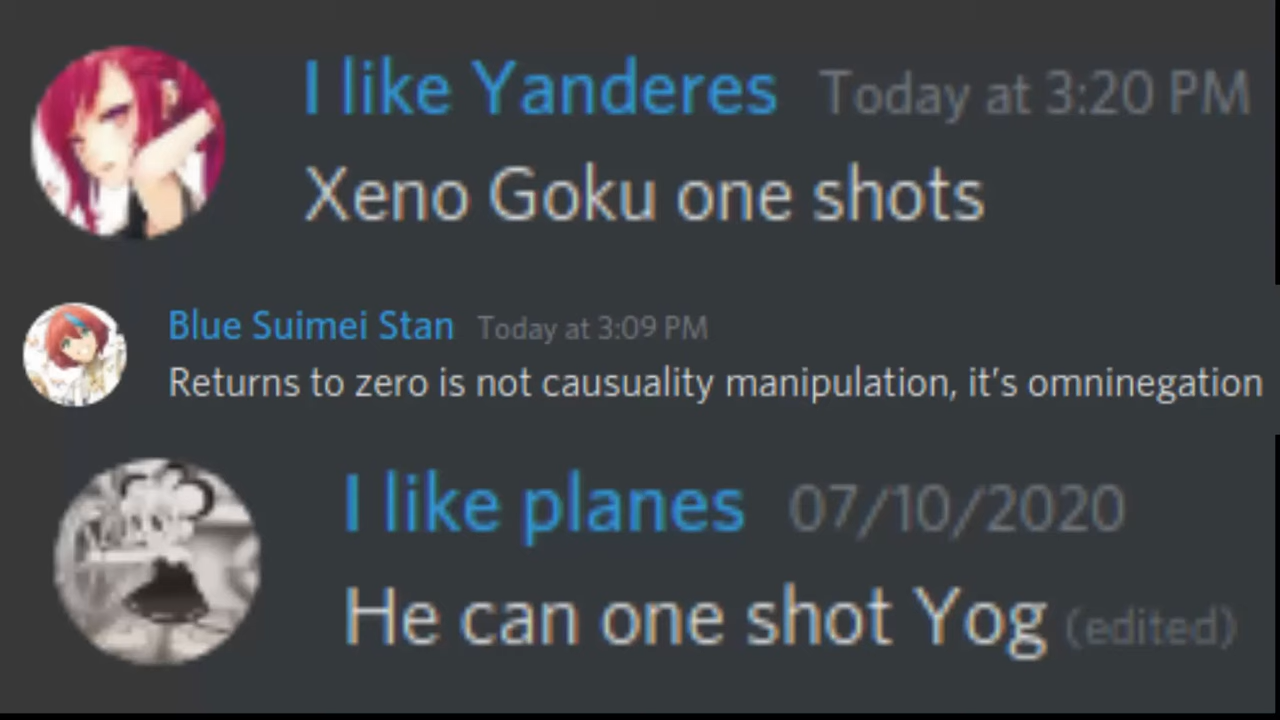 I like Yanderes Today at 3:20 PM
Xeno Goku one shots
Blue Suimei Stan Today at 3:09 PM
Returns to zero is not causuality manipulation, it's omninegation
I like planes 07/10/2020
He can one shot Yog (edited)